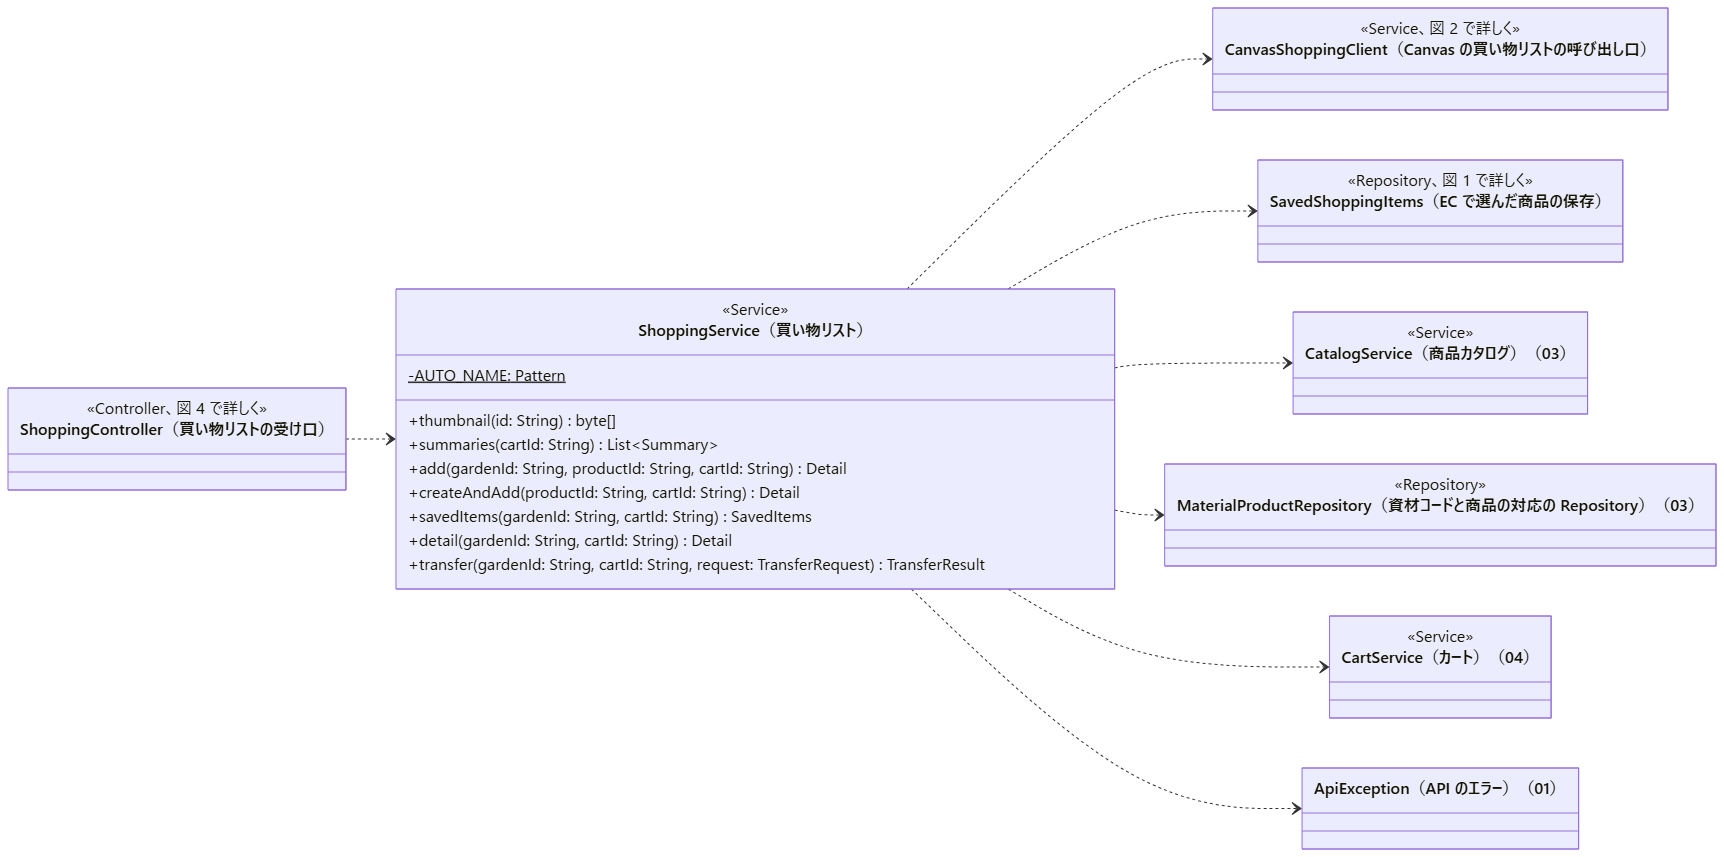 «Service、図 2 で詳しく»
CanvasShoppingClient（Canvas の買い物リストの呼び出し口）
«Repository、図 1 で詳しく»
SavedShoppingItems（EC で選んだ商品の保存）
«Service»
ShoppingService（買い物リスト）
-AUTO_NAME: Pattern
+thumbnail(id: String) : byte[]
+summaries(cartId: String) : List<Summary>
+add(gardenId: String, productId: String, cartId: String) : Detail
+createAndAdd(productId: String, cartId: String) : Detail
+savedItems(gardenId: String, cartId: String) : SavedItems
+detail(gardenId: String, cartId: String) : Detail
+transfer(gardenId: String, cartId: String, request: TransferRequest) : TransferResult
«Service»
CatalogService（商品カタログ）（03）
«Controller、図 4 で詳しく»
ShoppingController（買い物リストの受け口）
«Repository»
MaterialProductRepository（資材コードと商品の対応の Repository）（03）
«Service»
CartService（カート）（04）
ApiException（API のエラー）（01）